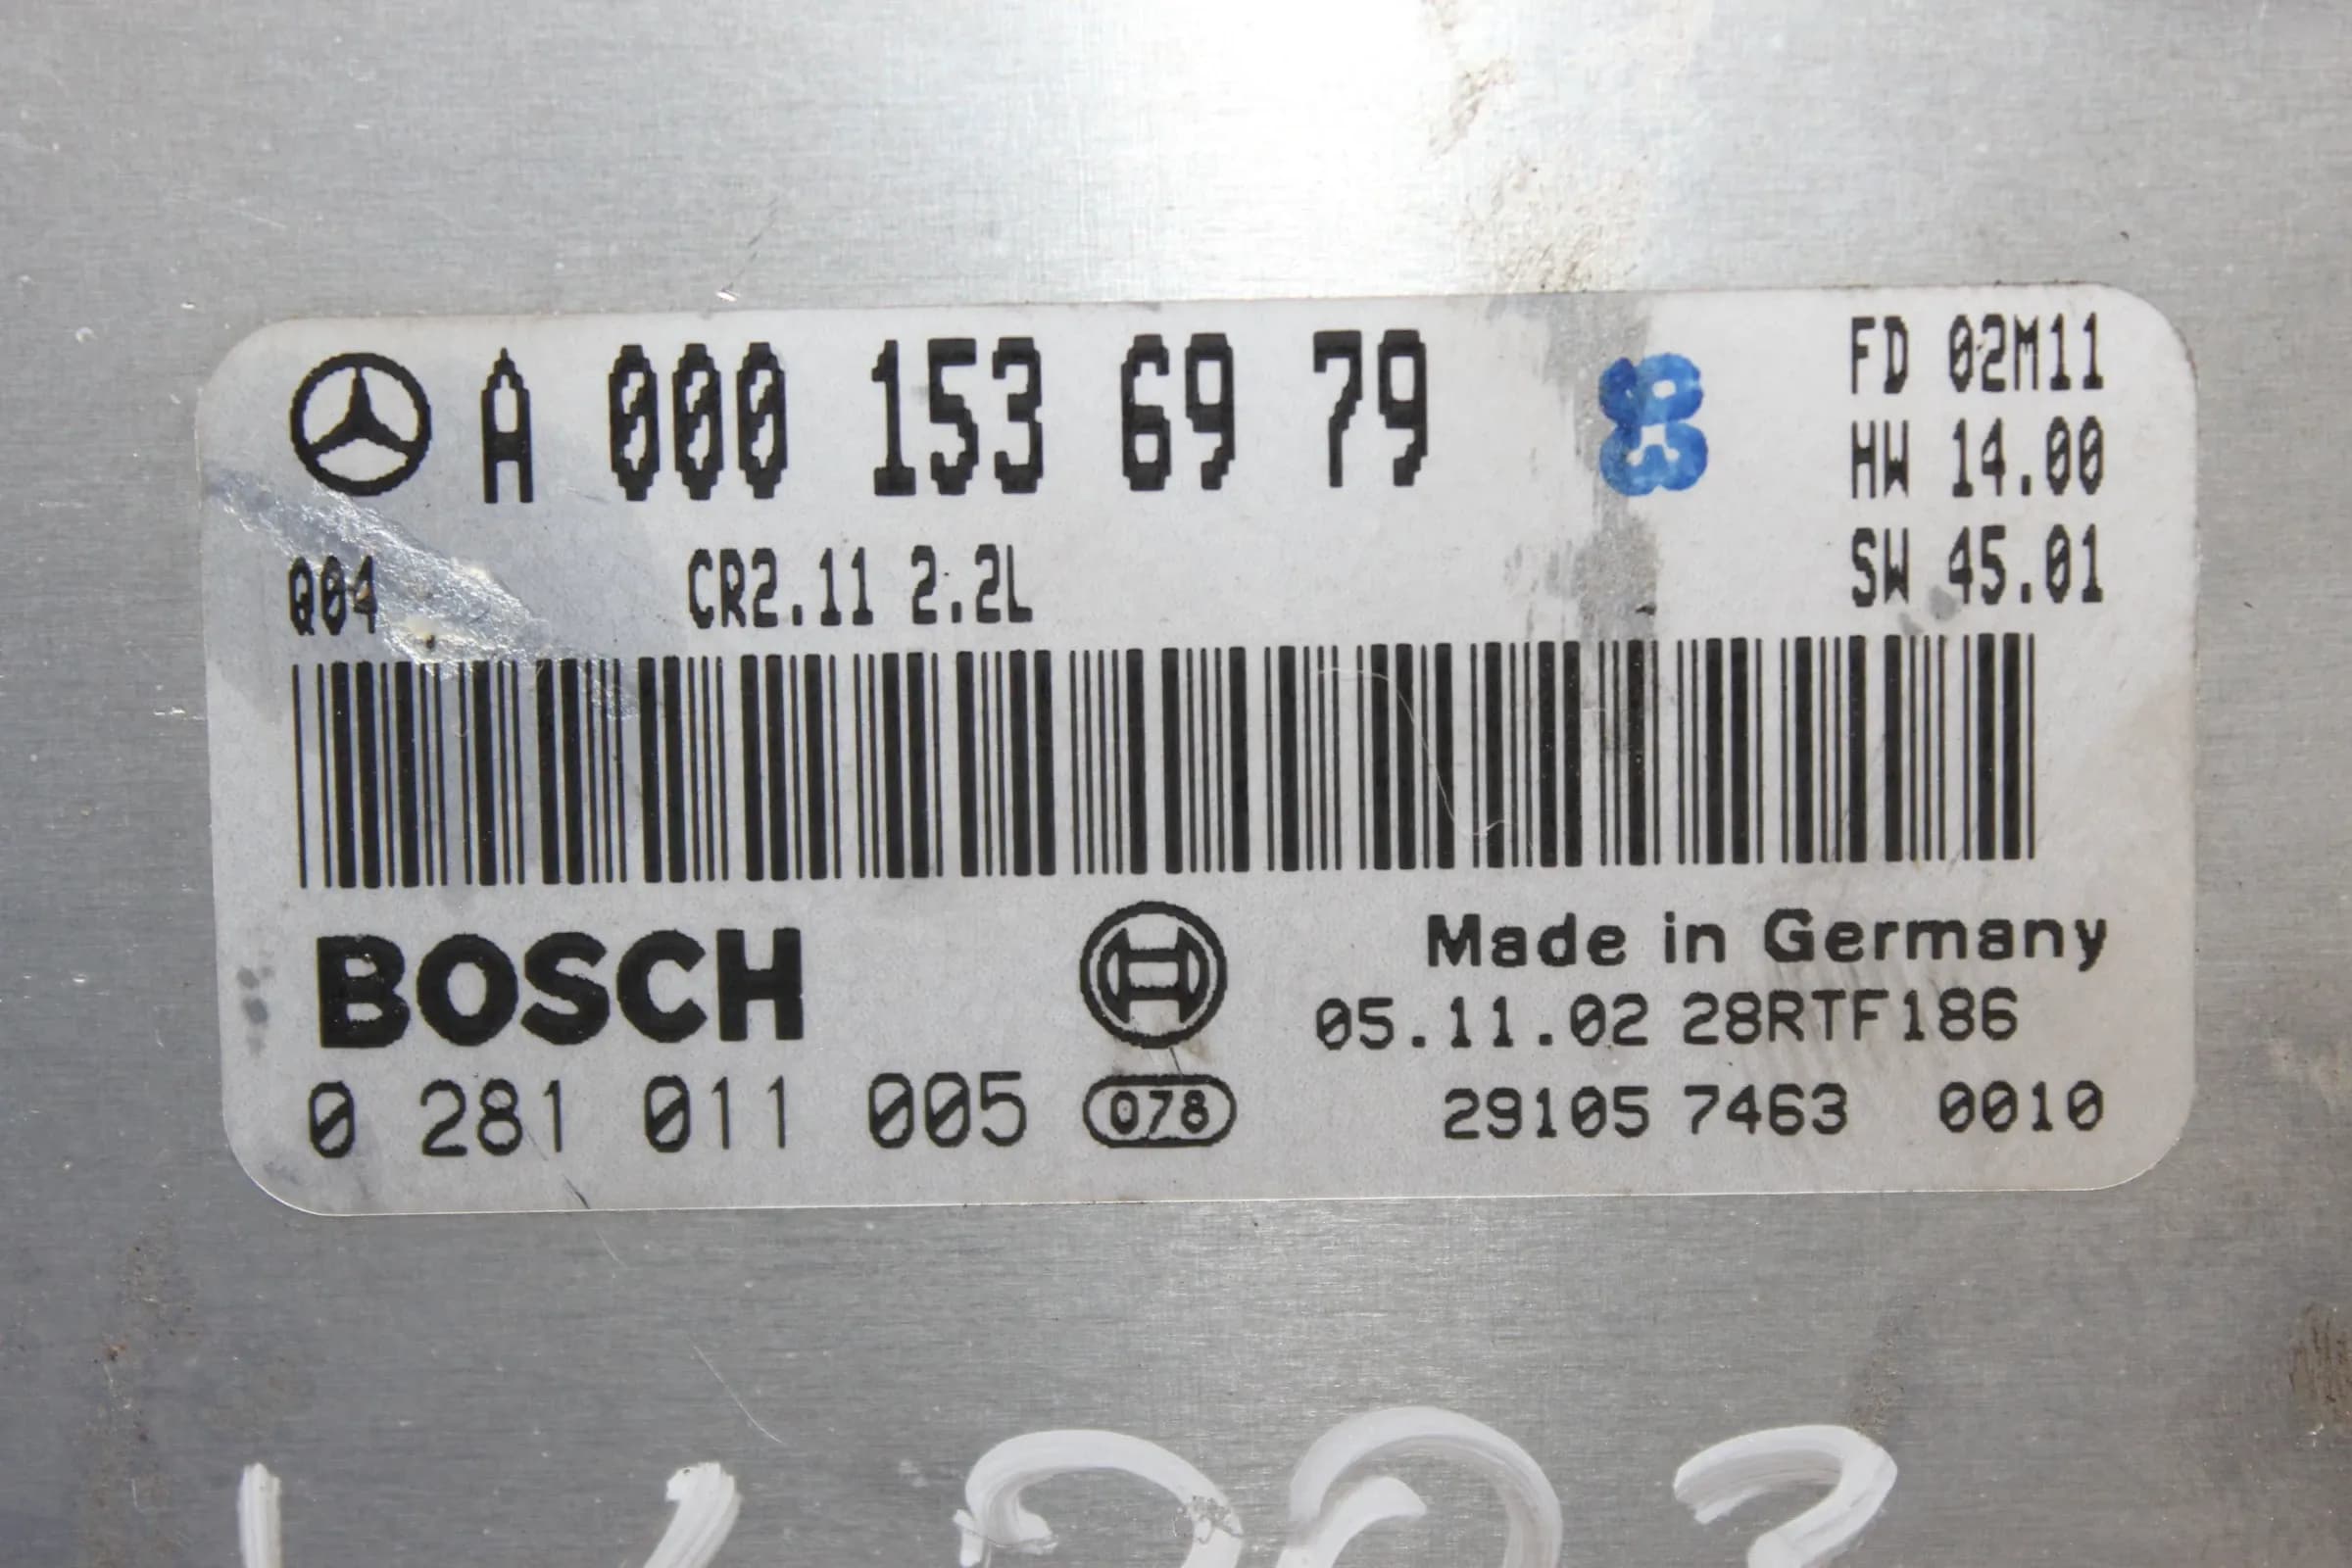 A 000 153 69 79
FD 02M11
HW 14.00
Q04 CR2.11 2.2L
SW 45.01
BOSCH
Made in Germany
05.11.02 28RTF186
0 281 011 005 078
29105 7463 0010